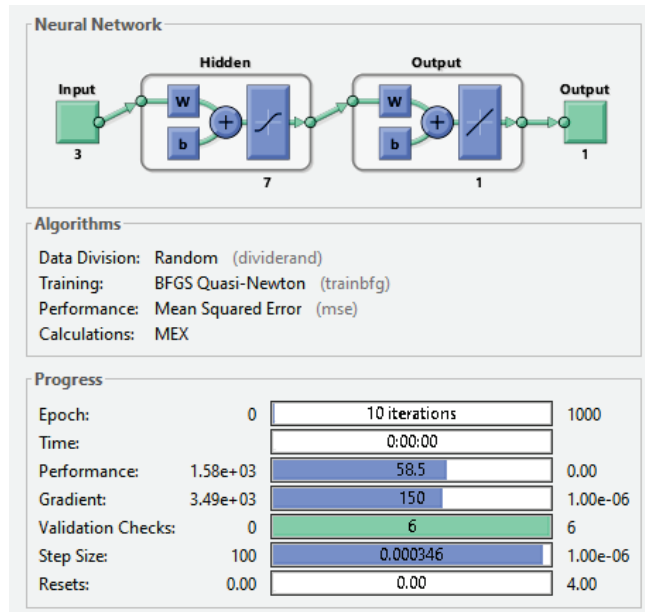 Neural Network
Hidden
Output
Input
Output
W
b
+
W
b
+
3
7
1
1
Algorithms
Data Division: Random (dividerand)
Training: BFGS Quasi-Newton (trainbfg)
Performance: Mean Squared Error (mse)
Calculations: MEX
Progress
Epoch: 0 10 iterations 1000
Time: 0:00:00
Performance: 1.58e+03 58.5 0.00
Gradient: 3.49e+03 150 1.00e-06
Validation Checks: 0 6 6
Step Size: 100 0.000346 1.00e-06
Resets: 0.00 0.00 4.00